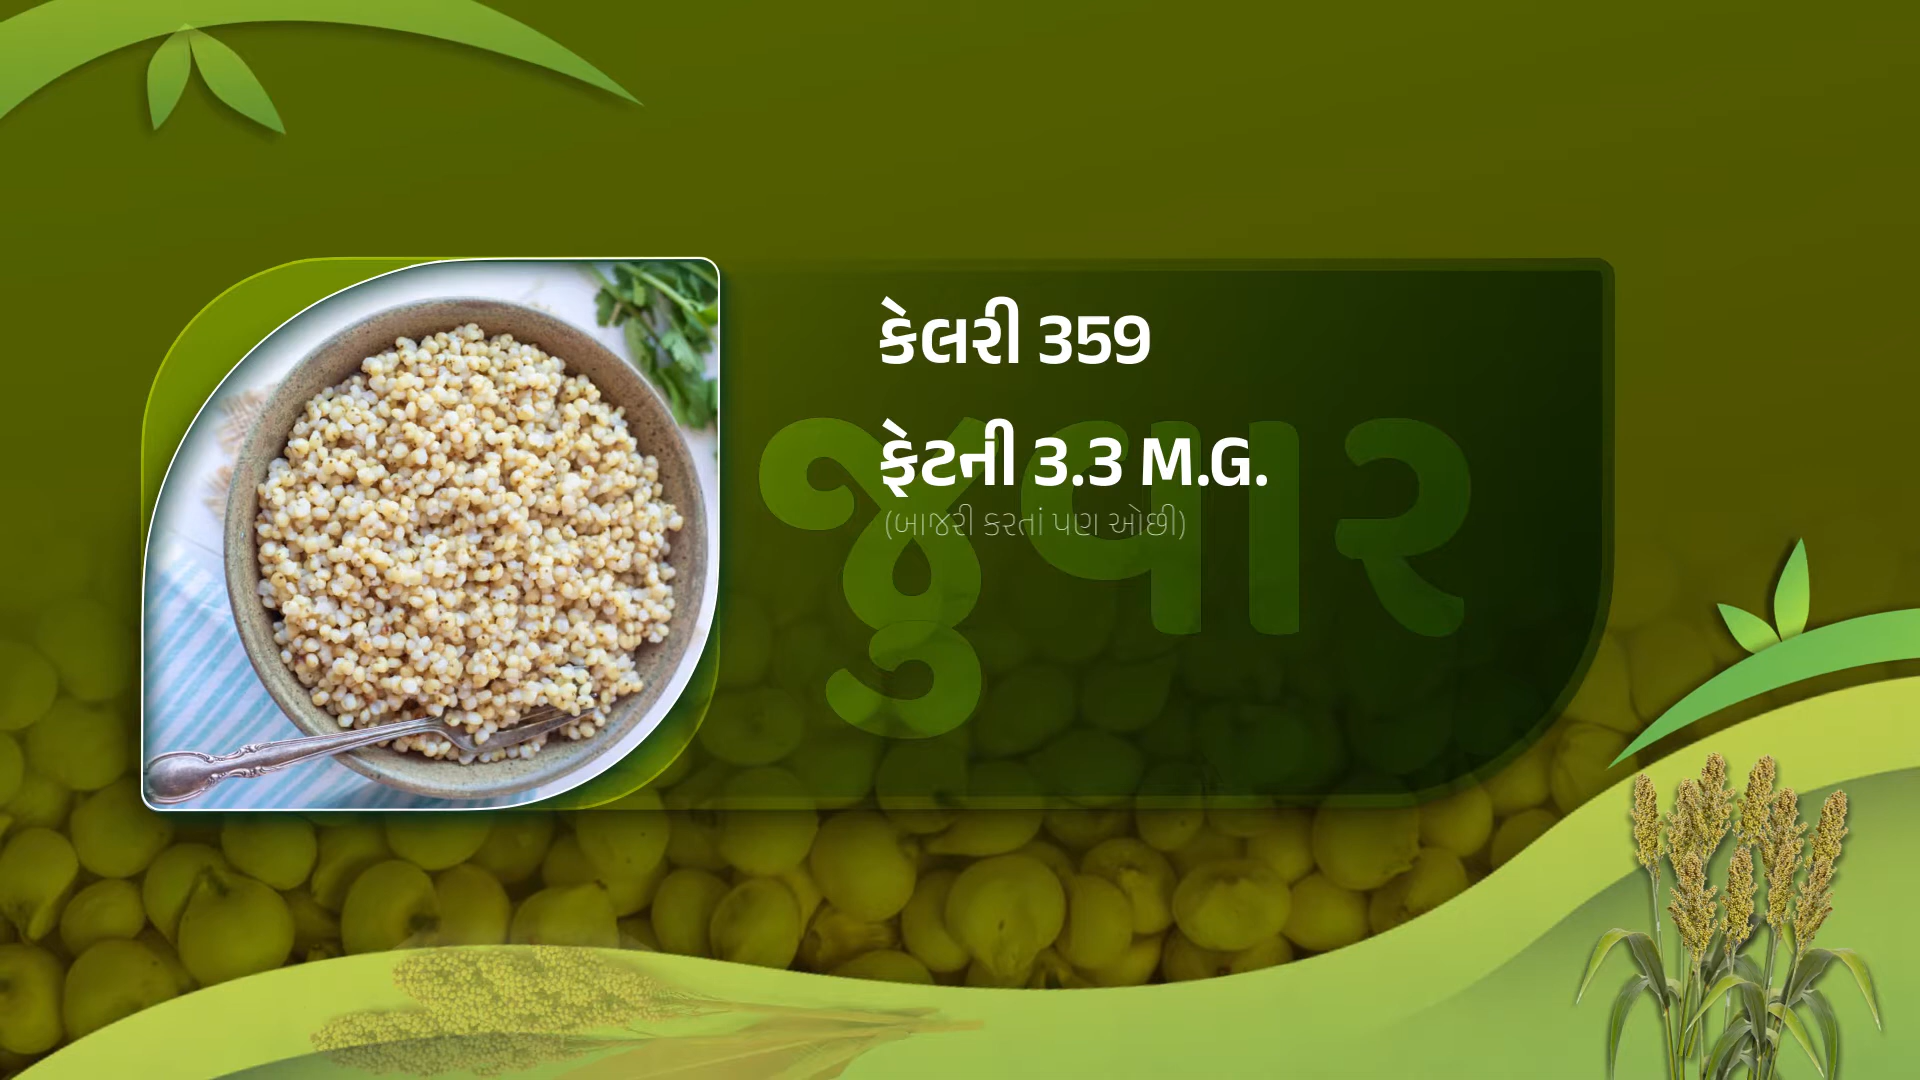 કેલરી 359
ફેટની 3.3 M.G.
(બાજરી કરતાં પણ ઓછી)
જુવાર